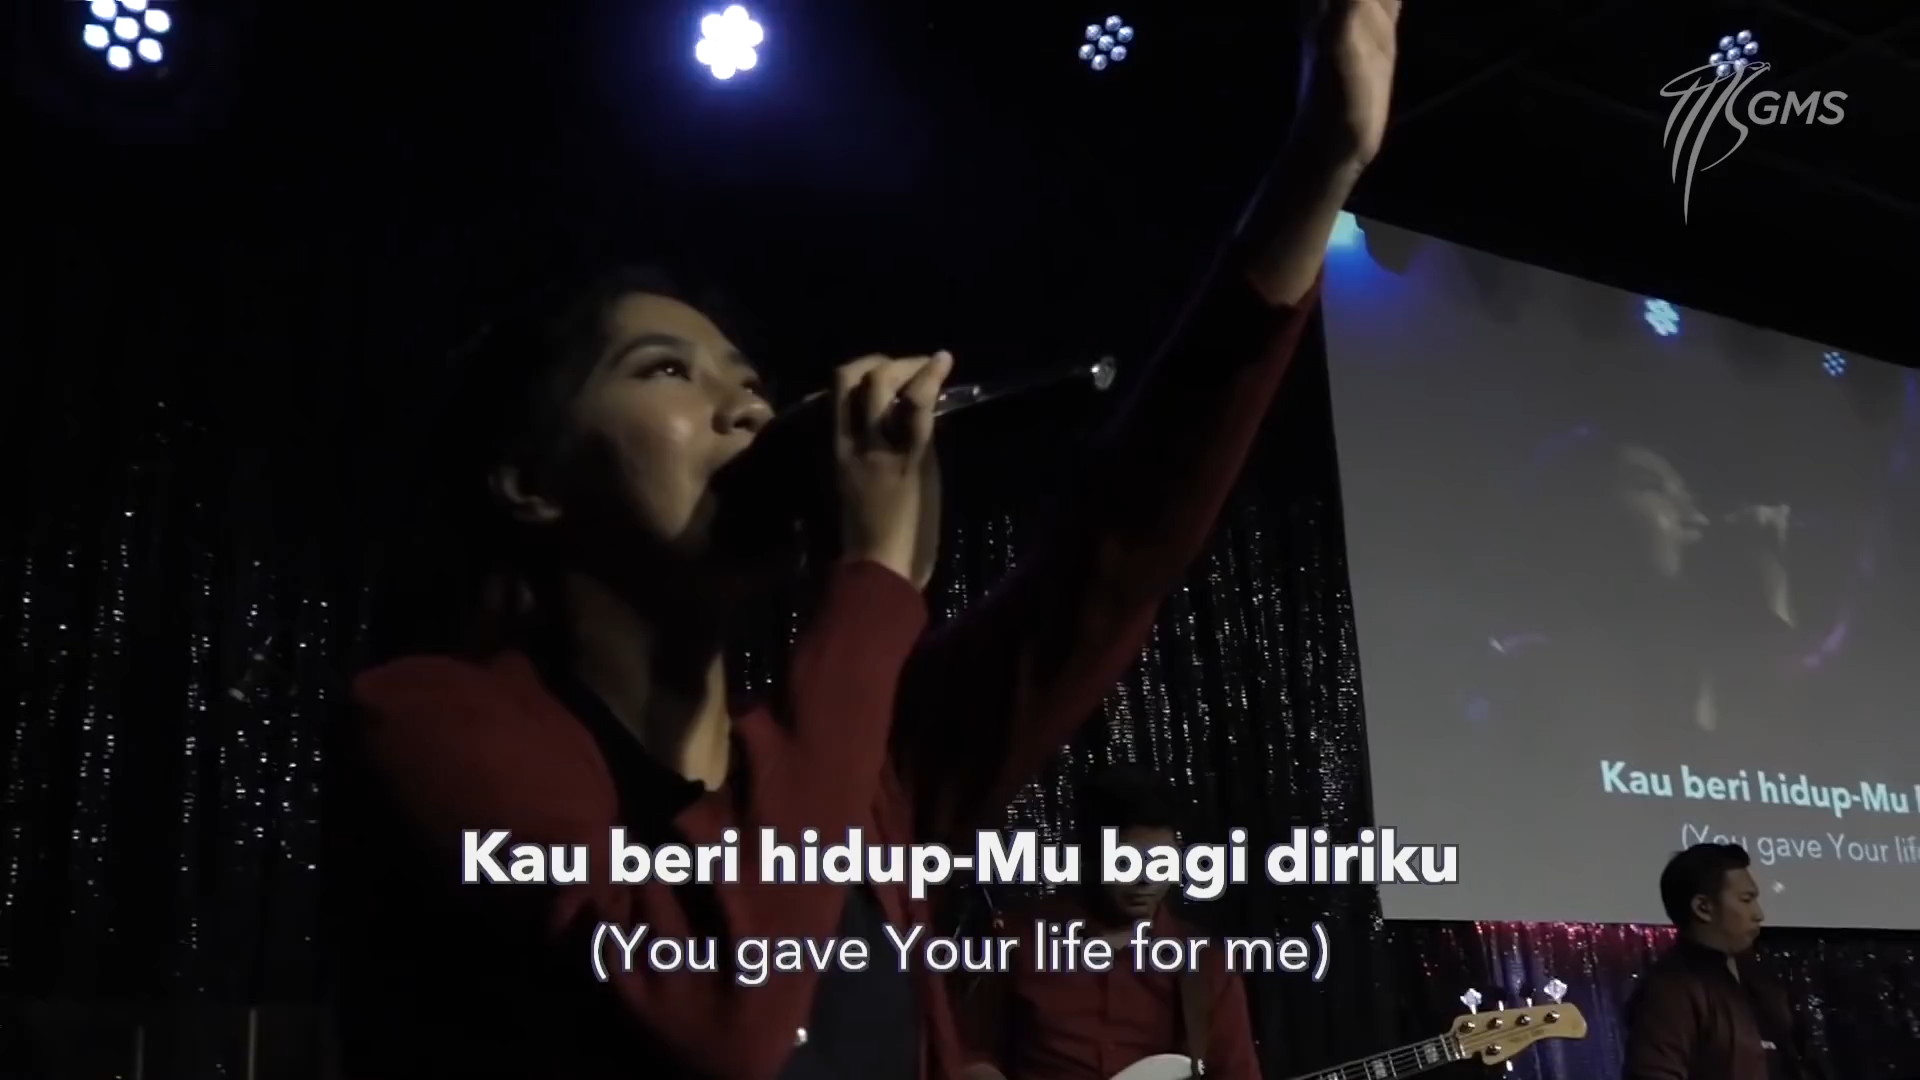 GMS
Kau beri hidup-Mu
(You gave Your life
Kau beri hidup-Mu bagi diriku
(You gave Your life for me)